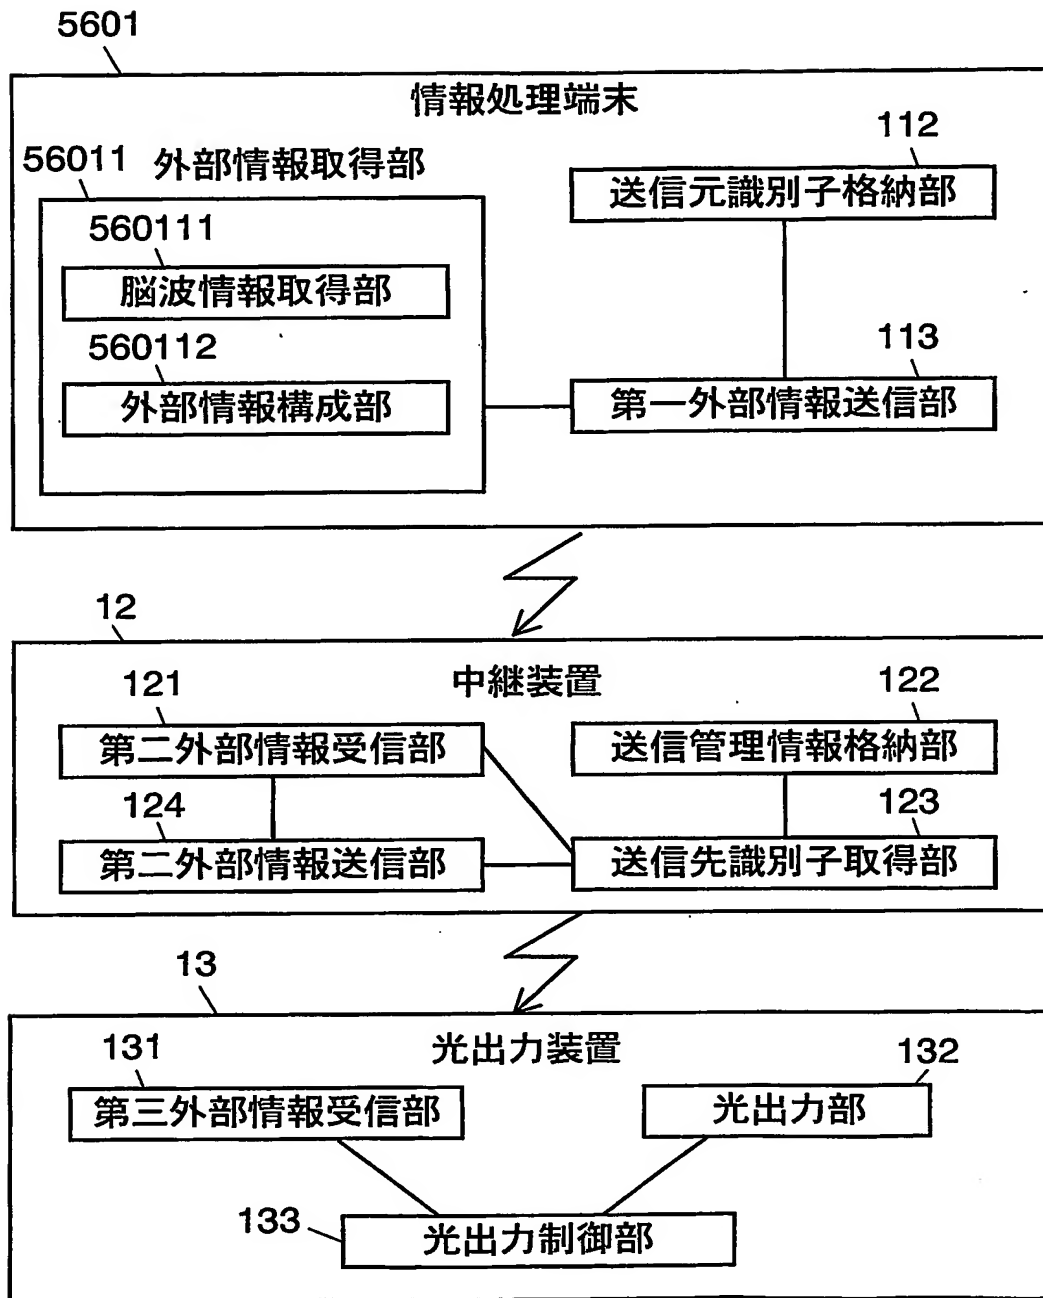 5601
情報処理端末
56011
外部情報取得部
112
送信元識別子格納部
560111
脳波情報取得部
560112
外部情報構成部
113
第一外部情報送信部
12
中継装置
121
第二外部情報受信部
122
送信管理情報格納部
124
第二外部情報送信部
123
送信先識別子取得部
13
光出力装置
131
第三外部情報受信部
132
光出力部
133
光出力制御部